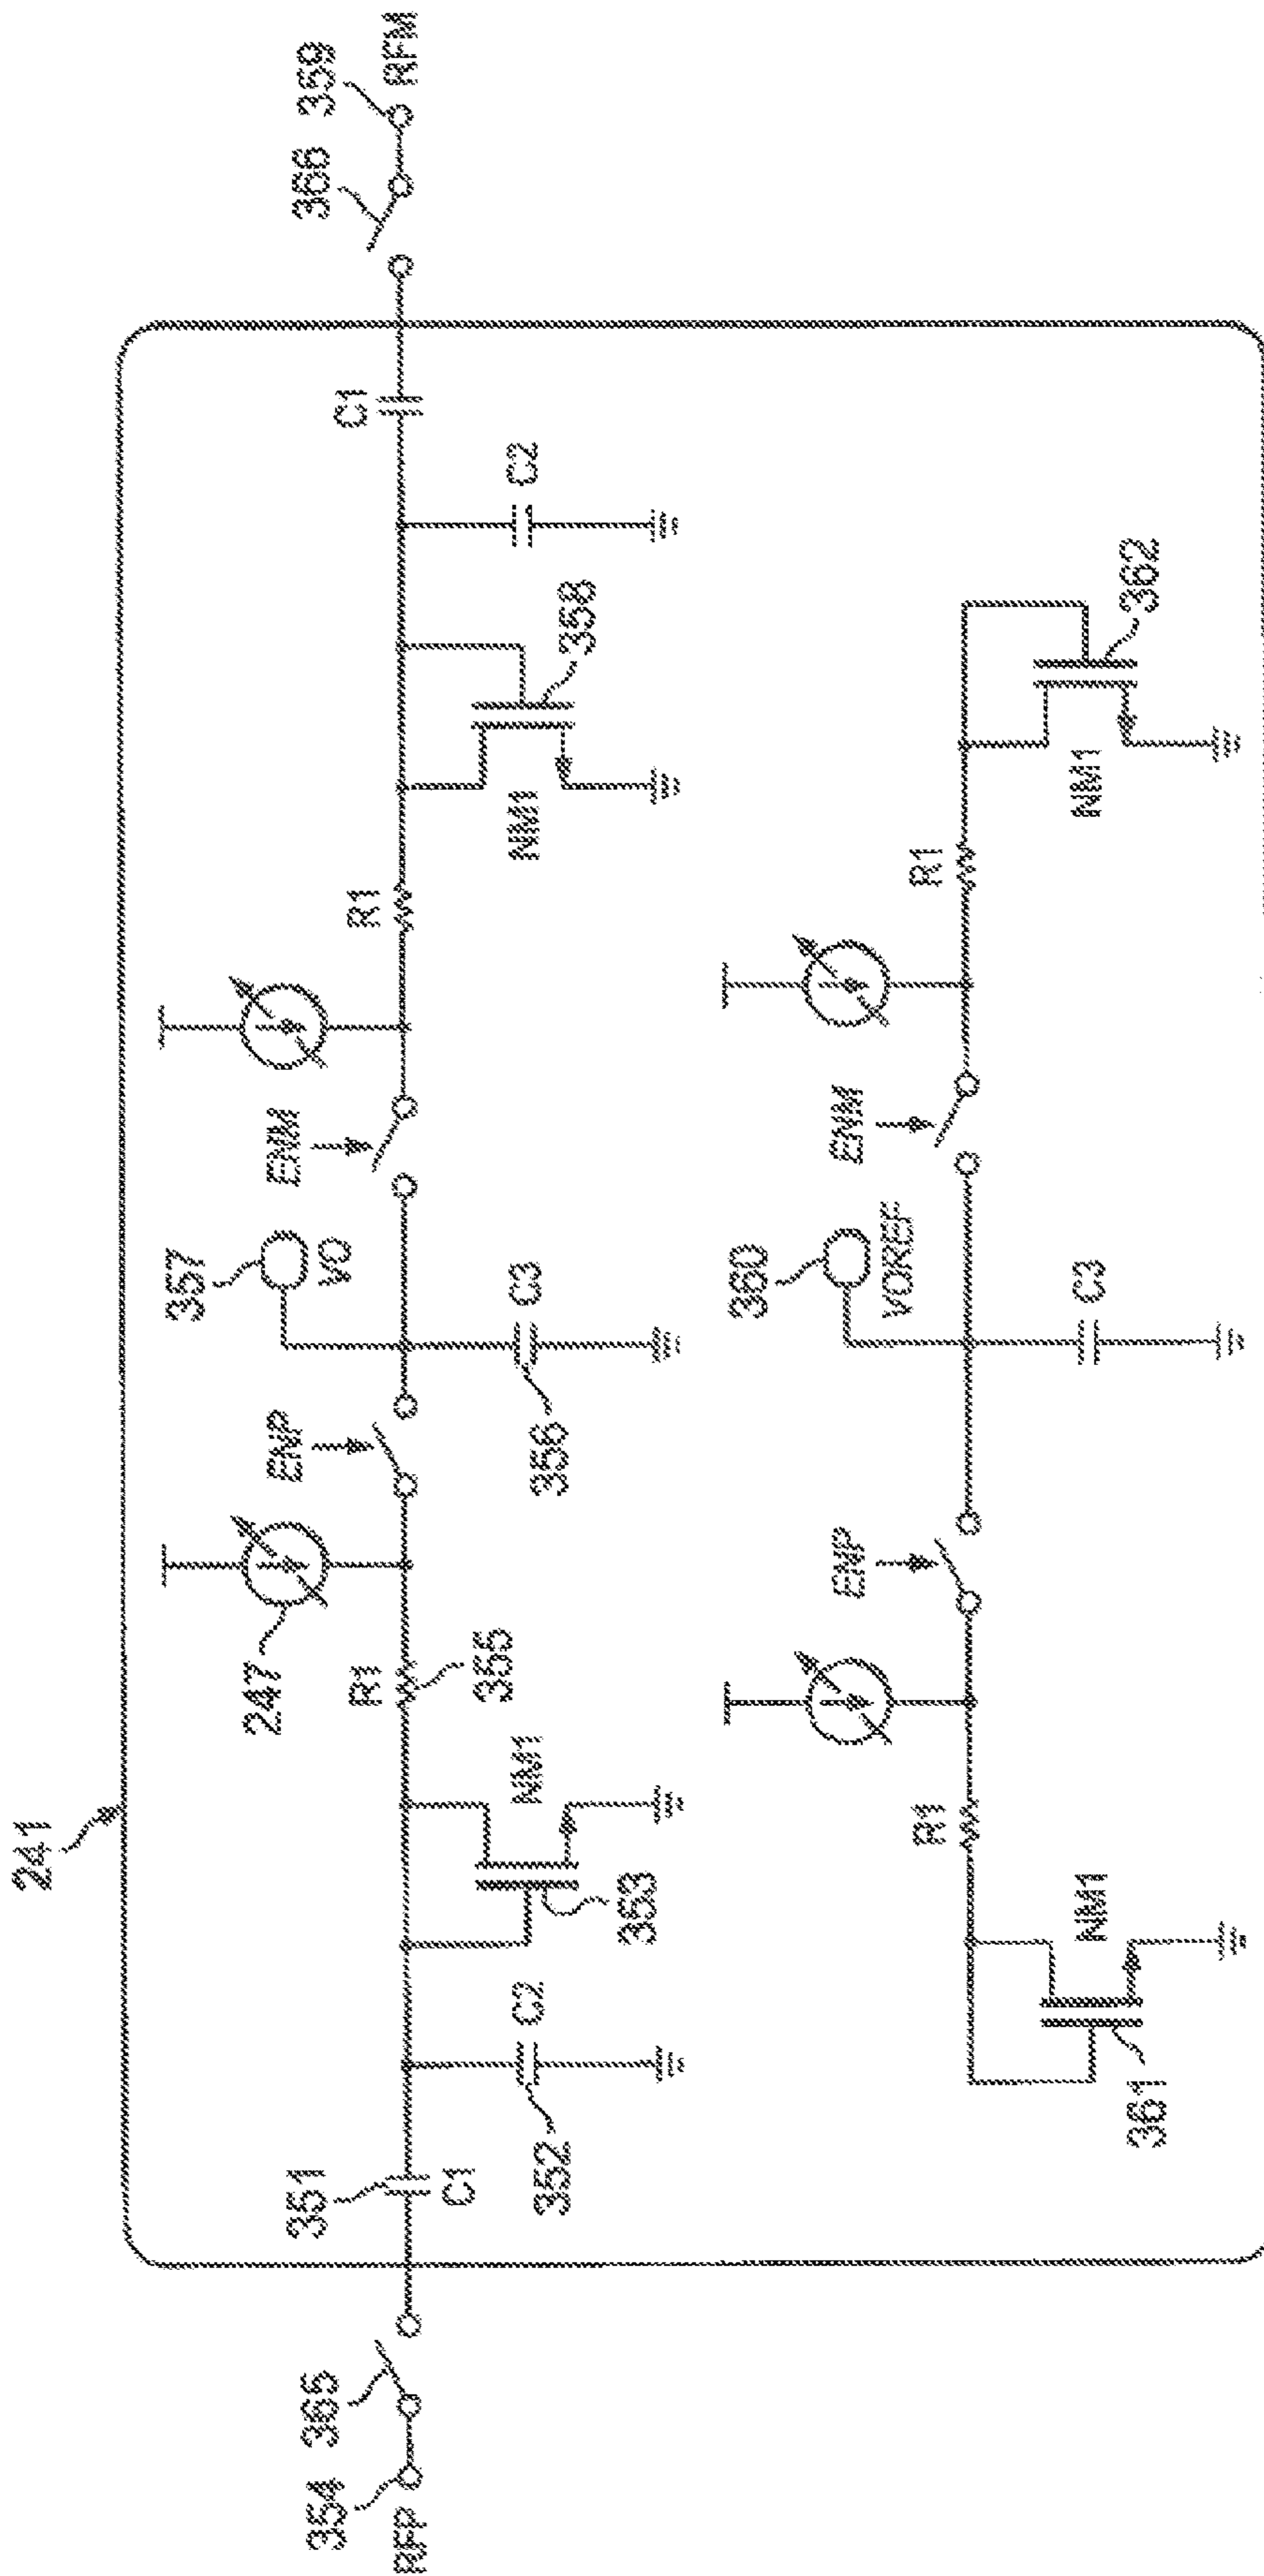 241
354
RFP
365
351
C1
352
C2
353
NM1
R1
355
247
ENP
356
C3
357
VO
ENM
R1
NM1
358
C2
C1
366
359
RFM
361
NM1
R1
ENP
360
VOREF
C3
ENM
R1
NM1
362